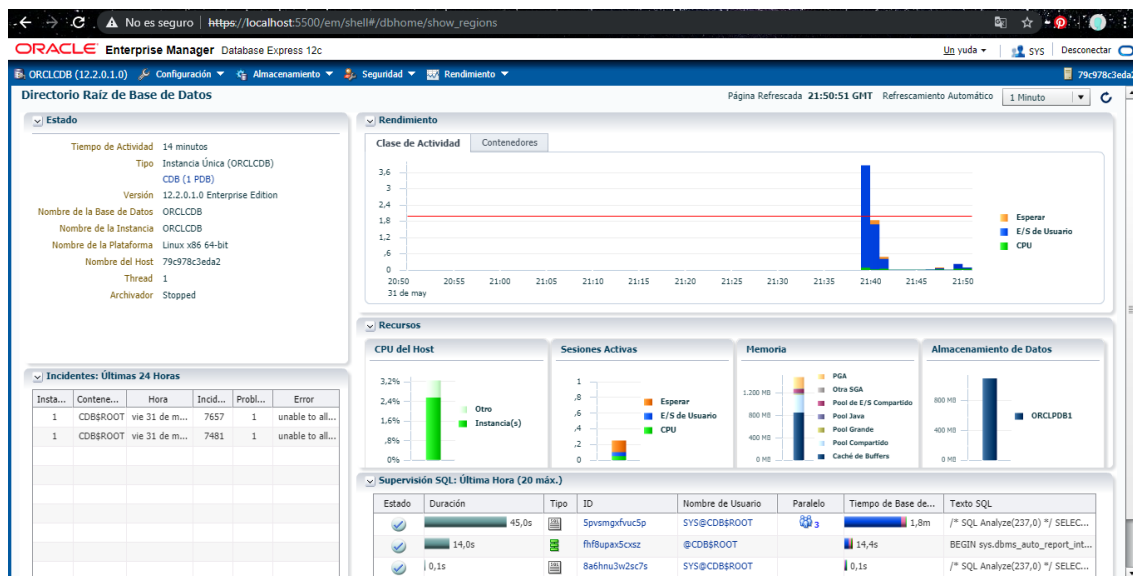 No es seguro | https://localhost:5500/em/shell#/dbhome/show_regions
ORACLE Enterprise Manager Database Express 12c
Un yuda SYS Desconectar
ORCLCDB (12.2.0.1.0) Configuración Almacenamiento Seguridad Rendimiento 79c978c3eda2
Directorio Raíz de Base de Datos
Página Refrescada 21:50:51 GMT Refrescamiento Automático 1 Minuto
Estado
Tiempo de Actividad 14 minutos
Tipo Instancia Única (ORCLCDB)
CDB (1 PDB)
Versión 12.2.0.1.0 Enterprise Edition
Nombre de la Base de Datos ORCLCDB
Nombre de la Instancia ORCLCDB
Nombre de la Plataforma Linux x86 64-bit
Nombre del Host 79c978c3eda2
Thread 1
Archivador Stopped
Rendimiento
Clase de Actividad Contenedores
3,6
3
2,4
1,8
1,2
,6
0
20:50 20:55 21:00 21:05 21:10 21:15 21:20 21:25 21:30 21:35 21:40 21:45 21:50
31 de may
Esperar
E/S de Usuario
CPU
Incidentes: Últimas 24 Horas
Insta... Contene... Hora Incid... Probl... Error
1 CDB$ROOT vie 31 de m... 7657 1 unable to all...
1 CDB$ROOT vie 31 de m... 7481 1 unable to all...
Recursos
CPU del Host
3,2%
2,4%
1,6%
,8%
0%
Otro
Instancia(s)
Sesiones Activas
1
,8
,6
,4
,2
0
Esperar
E/S de Usuario
CPU
Memoria
1.200 MB
800 MB
400 MB
0 MB
PGA
Otra SGA
Pool de E/S Compartido
Pool Java
Pool Grande
Pool Compartido
Caché de Buffers
Almacenamiento de Datos
800 MB
400 MB
0 MB
ORCLPDB1
Supervisión SQL: Última Hora (20 máx.)
Estado Duración Tipo ID Nombre de Usuario Paralelo Tiempo de Base de... Texto SQL
45,0s 5pvsmgxfvuc5p SYS@CDB$ROOT 3 1,8m /* SQL Analyze(237,0) */ SELEC...
14,0s fhf8upax5cxsz @CDB$ROOT 14,4s BEGIN sys.dbms_auto_report_int...
0,1s 8a6hnu3w2sc7s SYS@CDB$ROOT 0,1s /* SQL Analyze(237,0) */ SELEC...